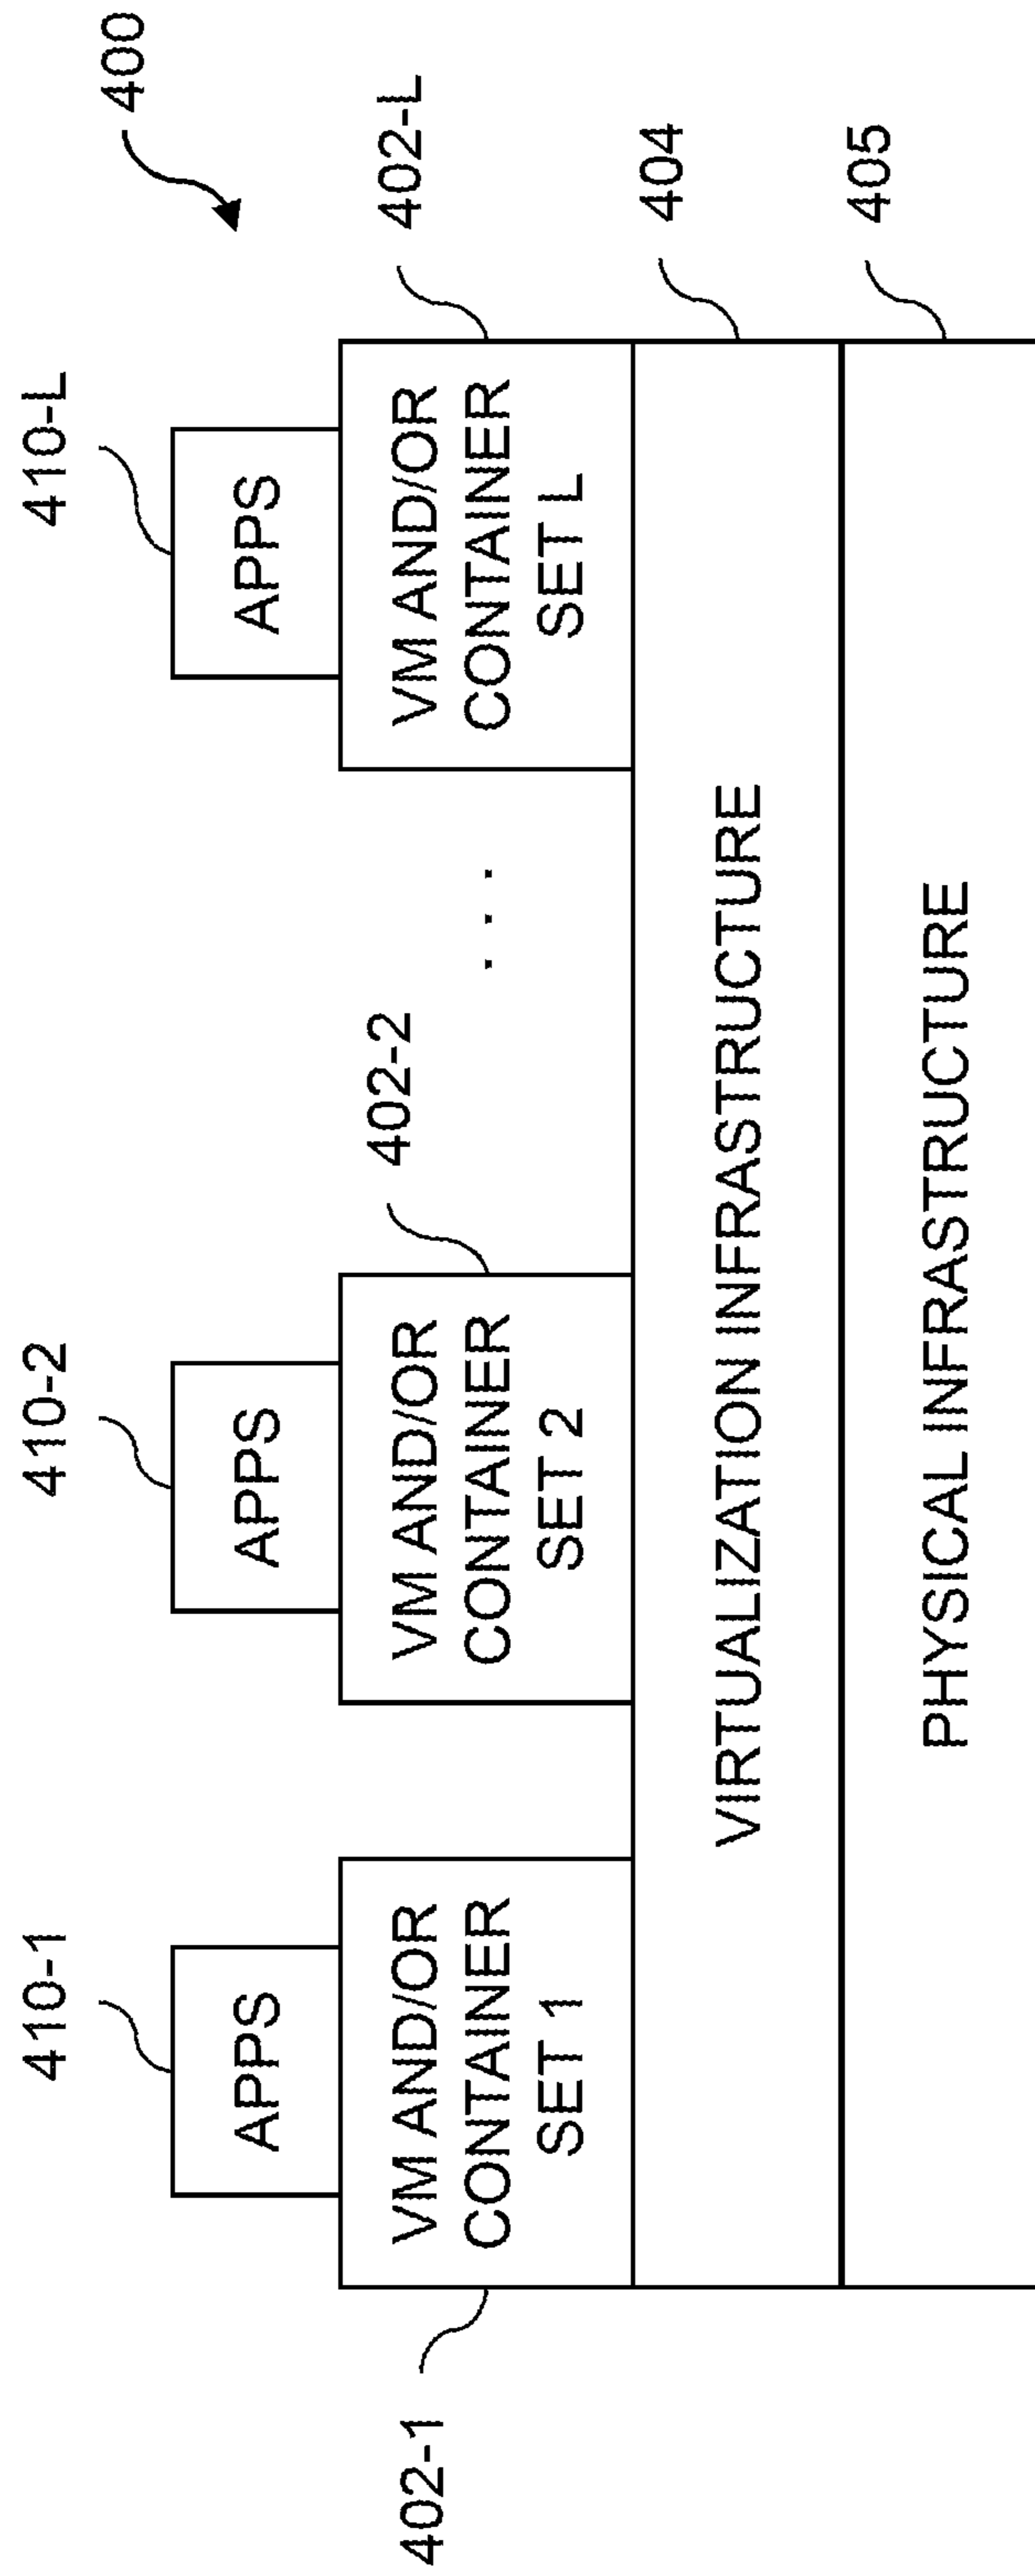 400
410-1
410-2
410-L
APPS
APPS
APPS
402-1
VM AND/OR
CONTAINER
SET 1
VM AND/OR
CONTAINER
SET 2
402-2
. . .
VM AND/OR
CONTAINER
SET L
402-L
VIRTUALIZATION INFRASTRUCTURE
404
PHYSICAL INFRASTRUCTURE
405